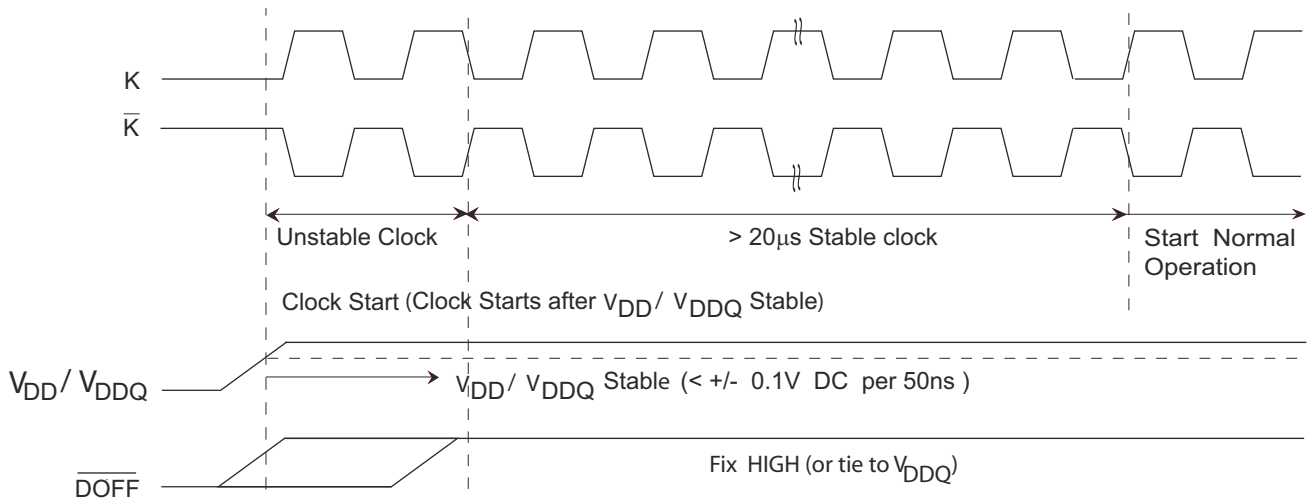 K
K̅
Unstable Clock
> 20μs Stable clock
Start Normal
Operation
Clock Start (Clock Starts after VDD / VDDQ Stable)
VDD / VDDQ
VDD / VDDQ Stable (< +/- 0.1V DC per 50ns )
D̅O̅F̅F̅
Fix HIGH (or tie to VDDQ)